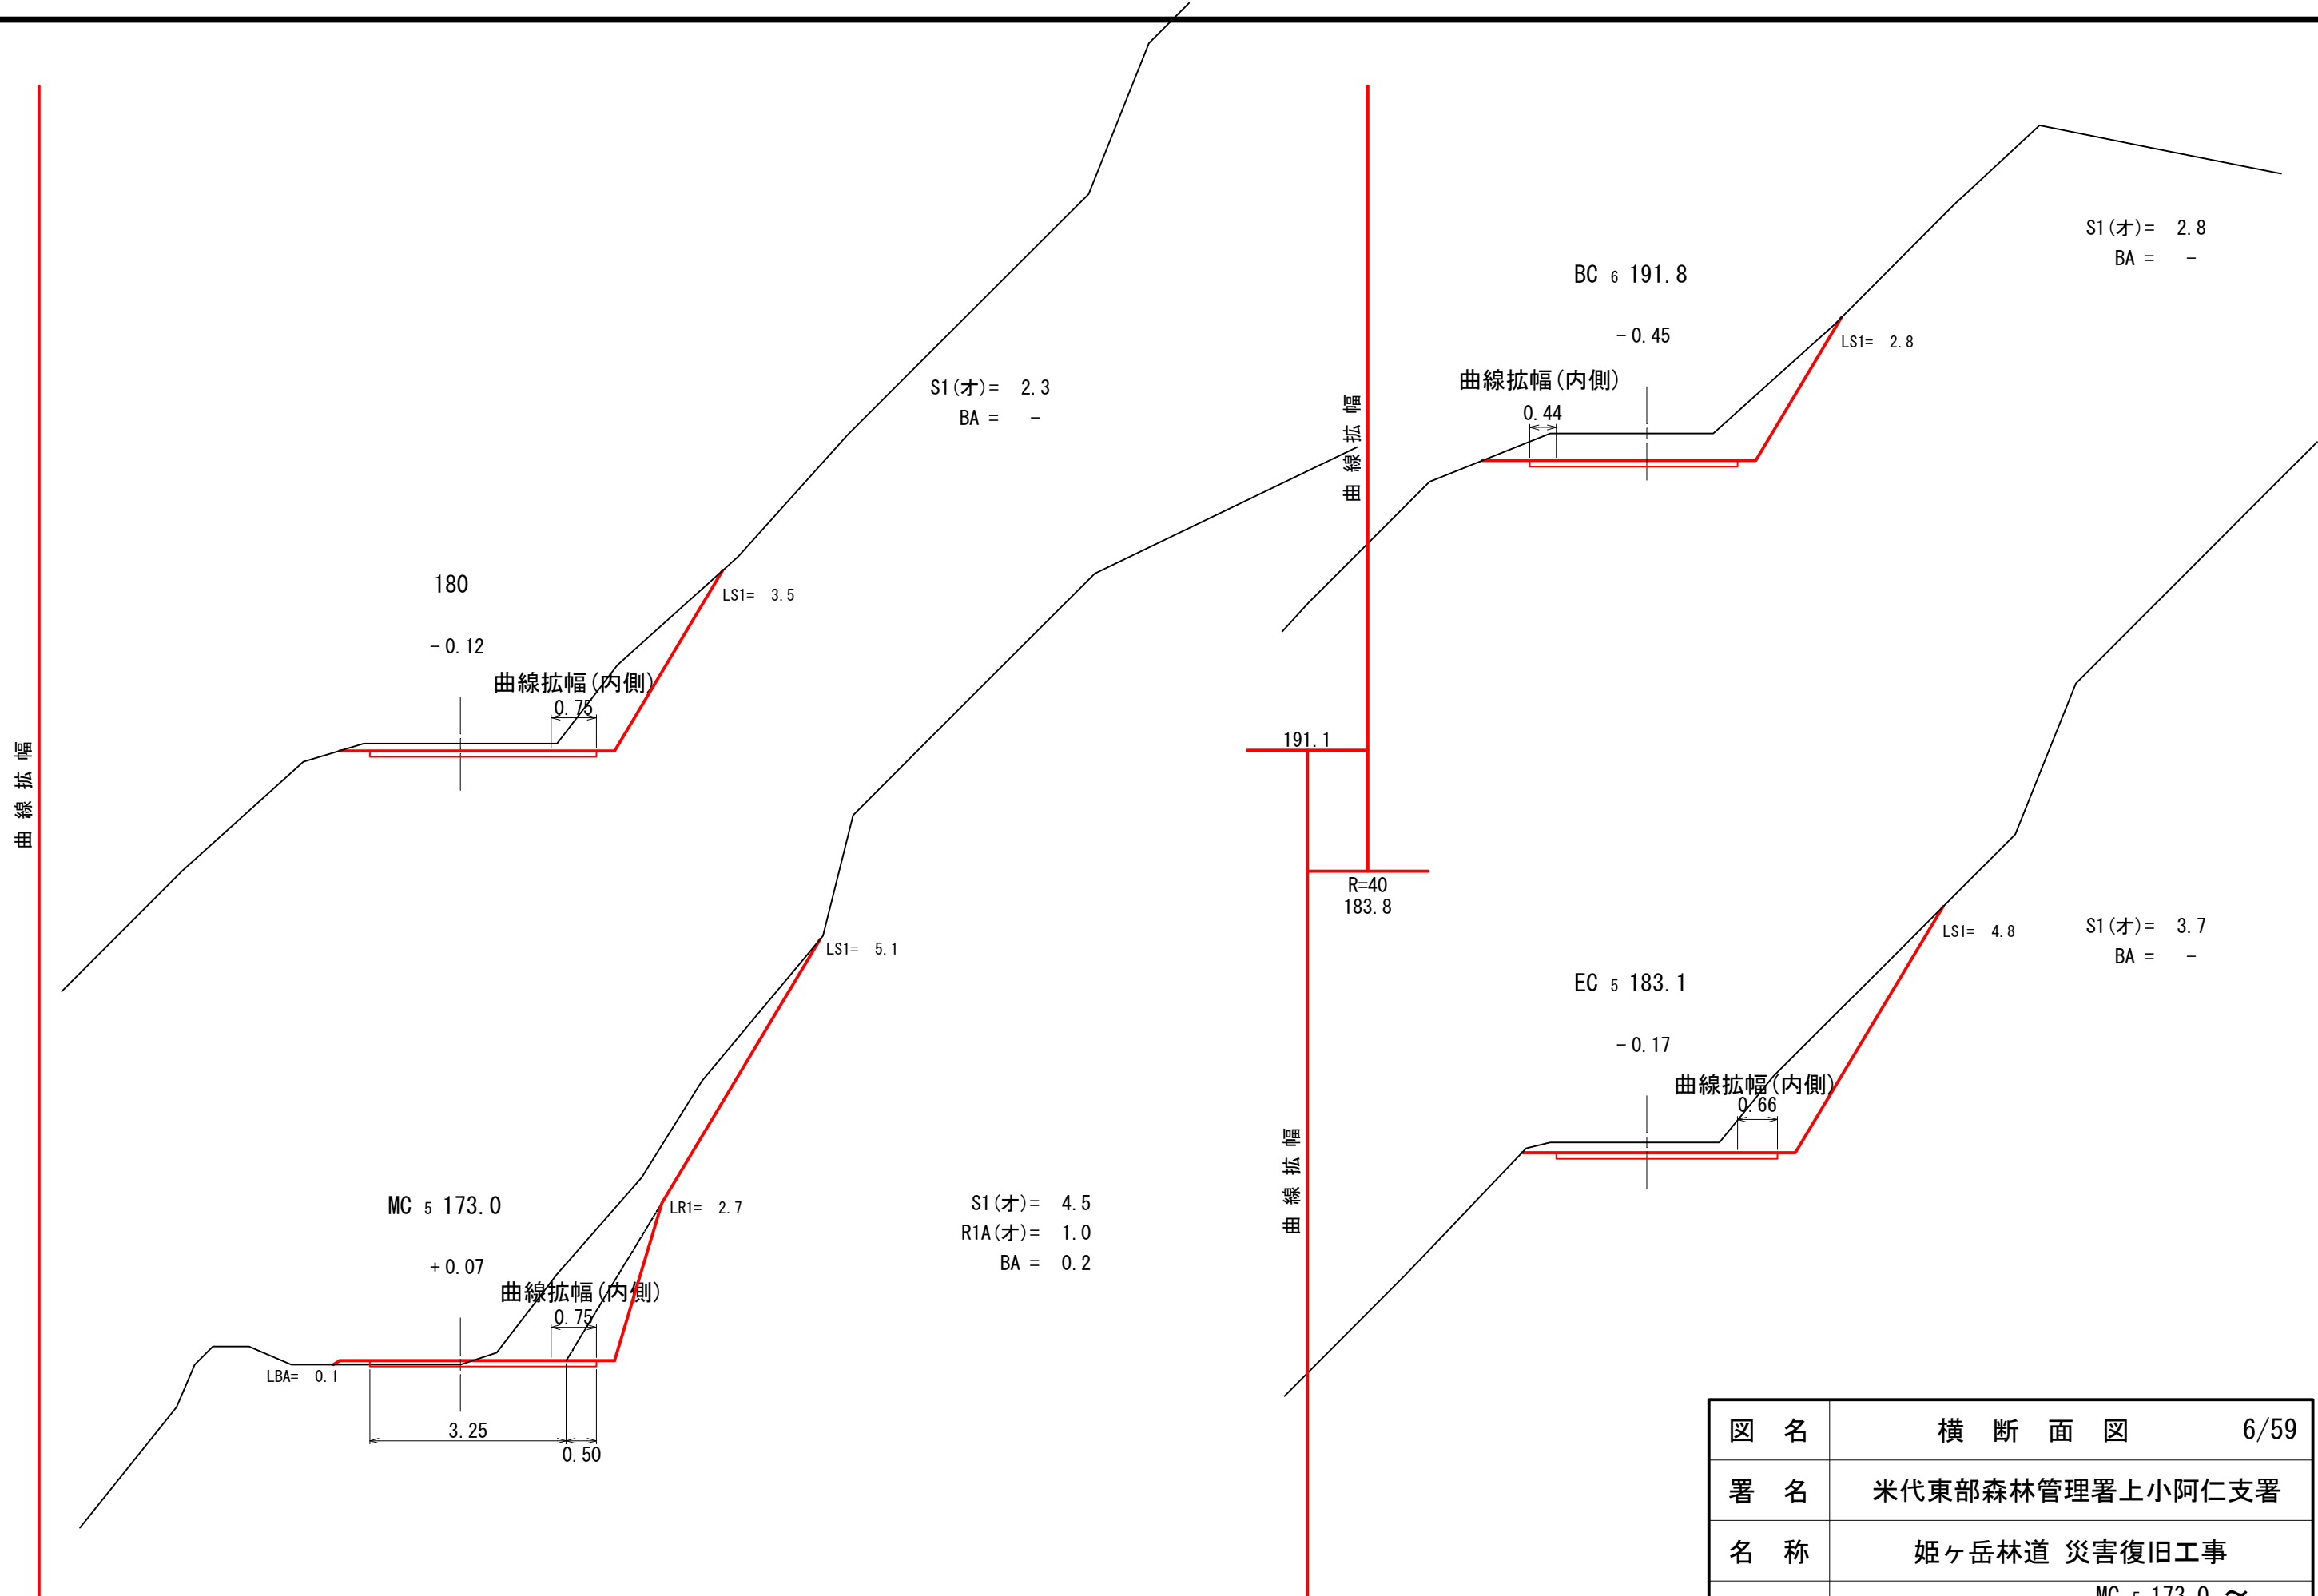 曲線拡幅
180
-0.12
曲線拡幅(内側)
0.75
LS1= 3.5
S1(オ)= 2.3
BA = -
MC 5 173.0
+0.07
曲線拡幅(内側)
0.75
LS1= 5.1
LR1= 2.7
LBA= 0.1
3.25
0.50
S1(オ)= 4.5
R1A(オ)= 1.0
BA = 0.2
曲線拡幅
191.1
R=40
183.8
曲線拡幅
BC 6 191.8
-0.45
曲線拡幅(内側)
0.44
LS1= 2.8
S1(オ)= 2.8
BA = -
EC 5 183.1
-0.17
曲線拡幅(内側)
0.66
LS1= 4.8
S1(オ)= 3.7
BA = -
図 名 横 断 面 図 6/59
署 名 米代東部森林管理署上小阿仁支署
名 称 姫ヶ岳林道 災害復旧工事
MC 5 173.0 ～